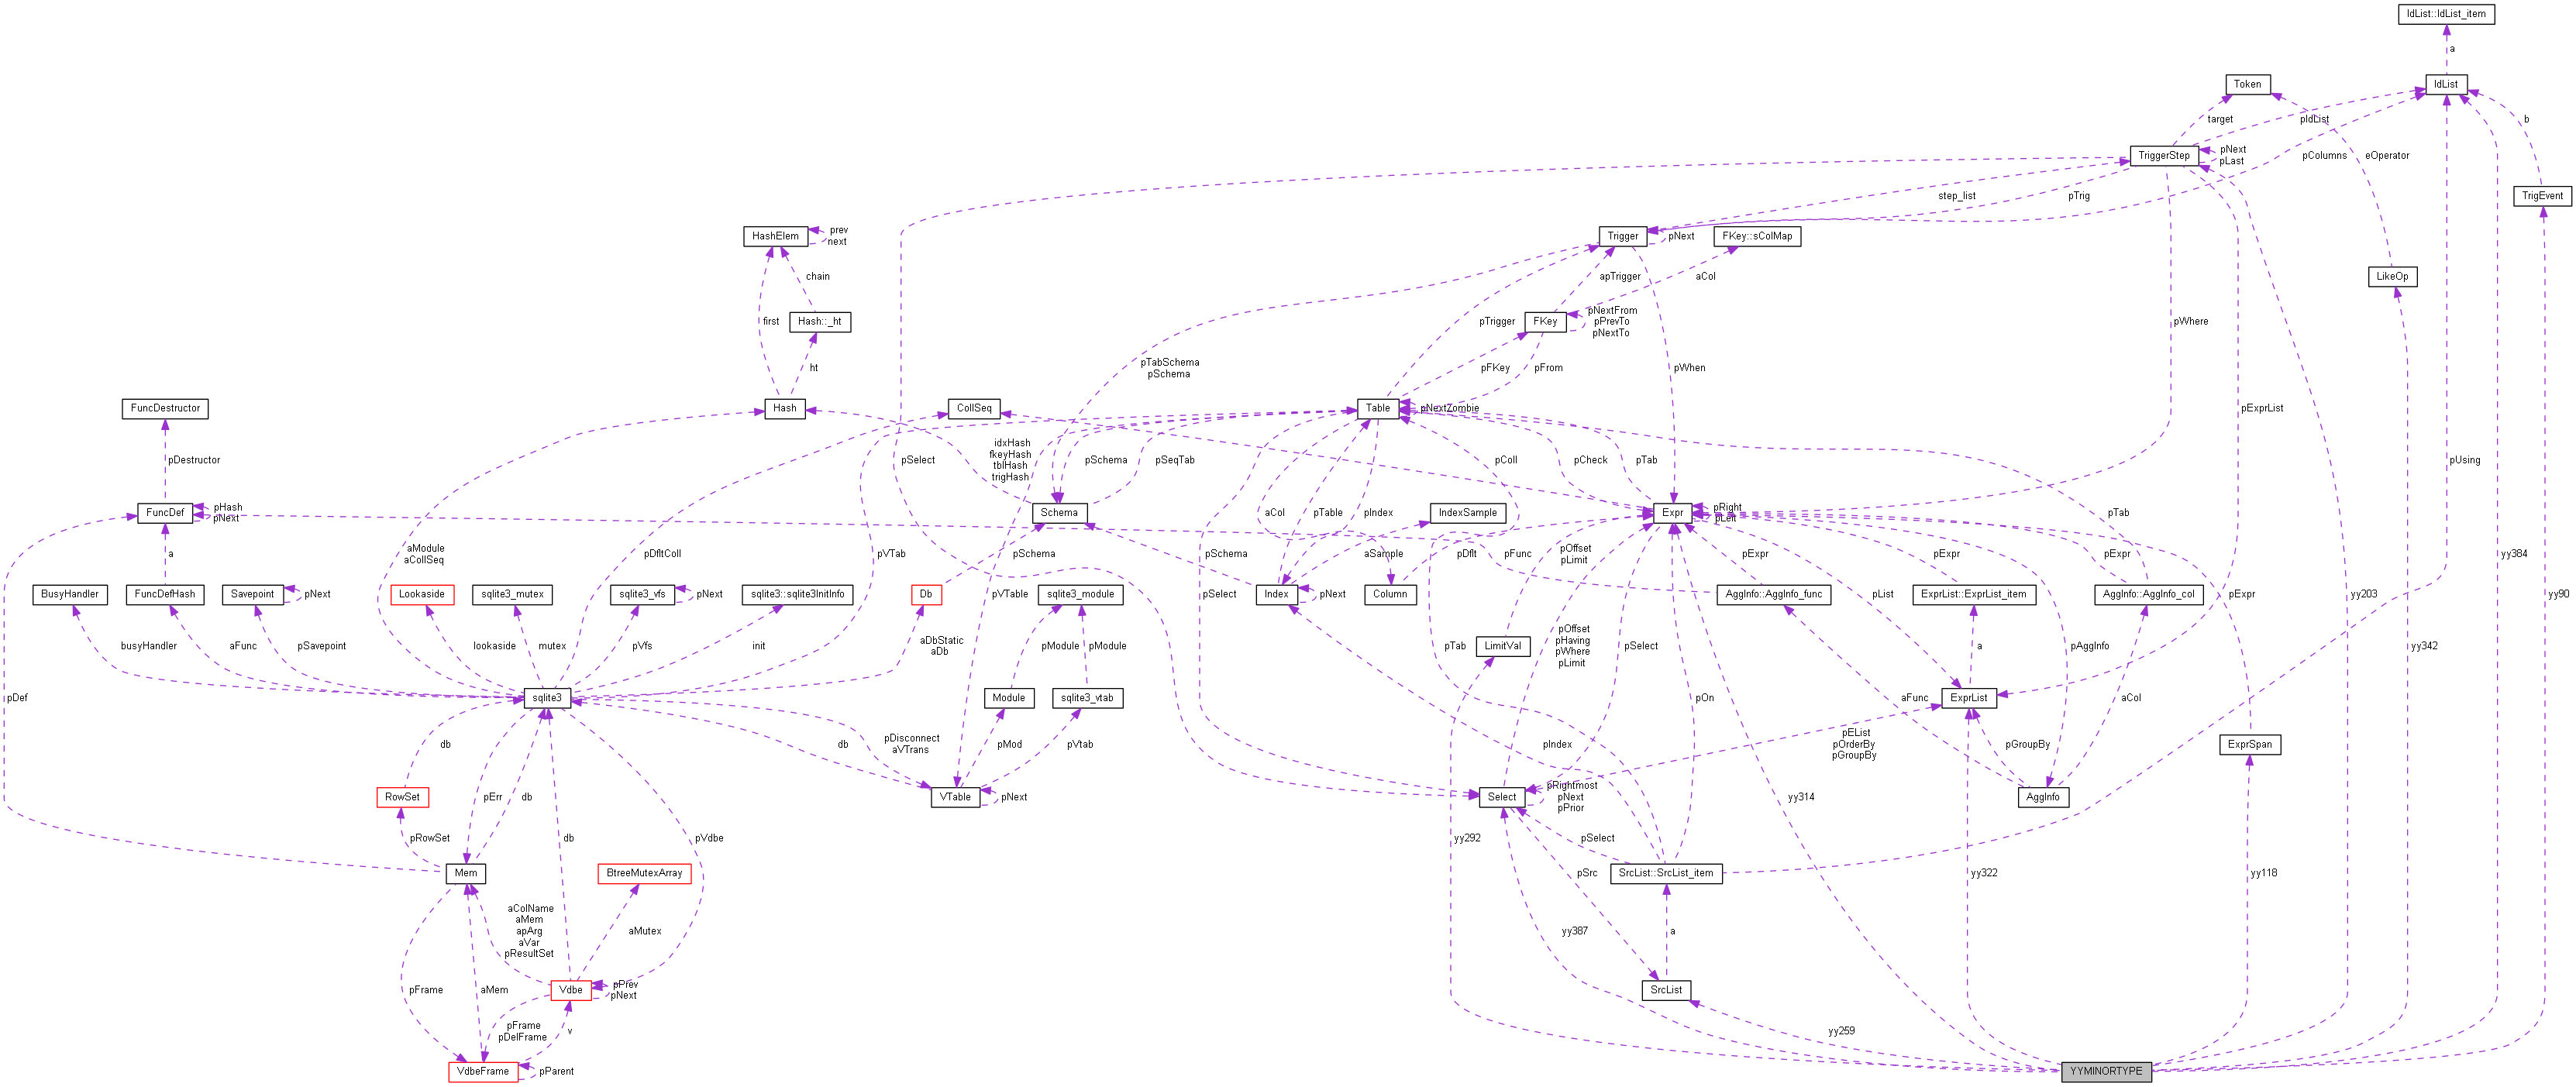 IdList::IdList_item
a
Token
IdList
target
pIdList
b
TriggerStep
pNext
pLast
pColumns
eOperator
TrigEvent
step_list
pTrig
HashElem
prev
next
Trigger
pNext
FKey::sColMap
chain
apTrigger
aCol
LikeOp
first
Hash::_ht
pTrigger
FKey
pNextFrom
pPrevTo
pNextTo
pWhere
ht
pTabSchema
pSchema
pFKey
pFrom
pWhen
FuncDestructor
Hash
CollSeq
Table
pNextZombie
pExprList
pDestructor
idxHash
fkeyHash
tblHash
trigHash
pSelect
pSchema
pSeqTab
pColl
pCheck
pTab
pUsing
FuncDef
pHash
pNext
Schema
aCol
pTable
pIndex
IndexSample
Expr
pRight
pLeft
pTab
a
aModule
aCollSeq
pDfltColl
pVTab
pSchema
pSchema
aSample
pDflt
pOffset
pLimit
pFunc
pExpr
pExpr
pExpr
yy384
BusyHandler
FuncDefHash
Savepoint
pNext
Lookaside
sqlite3_mutex
sqlite3_vfs
pNext
sqlite3::sqlite3InitInfo
Db
pVTable
sqlite3_module
pSelect
Index
pNext
Column
AggInfo::AggInfo_func
pList
ExprList::ExprList_item
AggInfo::AggInfo_col
pExpr
yy203
yy90
busyHandler
aFunc
pSavepoint
lookaside
mutex
pVfs
init
aDbStatic
aDb
pModule
pModule
pTab
LimitVal
pOffset
pHaving
pWhere
pLimit
pSelect
a
pAggInfo
yy342
pDef
sqlite3
Module
sqlite3_vtab
pOn
aFunc
ExprList
aCol
db
pErr
db
pDisconnect
aVTrans
db
pMod
pVtab
pIndex
pEList
pOrderBy
pGroupBy
pGroupBy
ExprSpan
RowSet
VTable
pNext
Select
pRightmost
pNext
pPrior
yy314
AggInfo
pRowSet
db
pVdbe
yy292
pSelect
Mem
BtreeMutexArray
SrcList::SrcList_item
yy322
yy118
pSrc
aColName
aMem
apArg
aVar
pResultSet
aMutex
yy387
a
pFrame
aMem
Vdbe
pPrev
pNext
SrcList
pFrame
pDelFrame
v
yy259
VdbeFrame
pParent
YYMINORTYPE